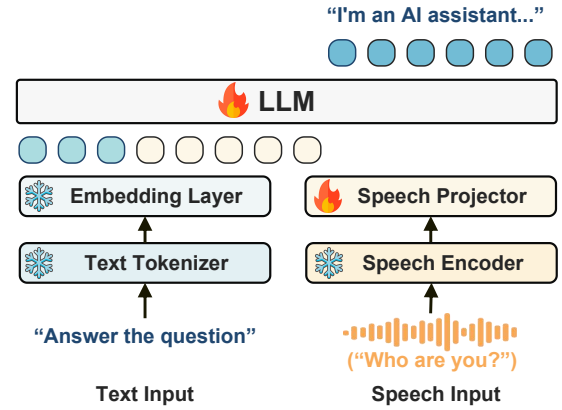 “I'm an AI assistant...”
LLM
Embedding Layer
Speech Projector
Text Tokenizer
Speech Encoder
“Answer the question”
(“Who are you?”)
Text Input
Speech Input